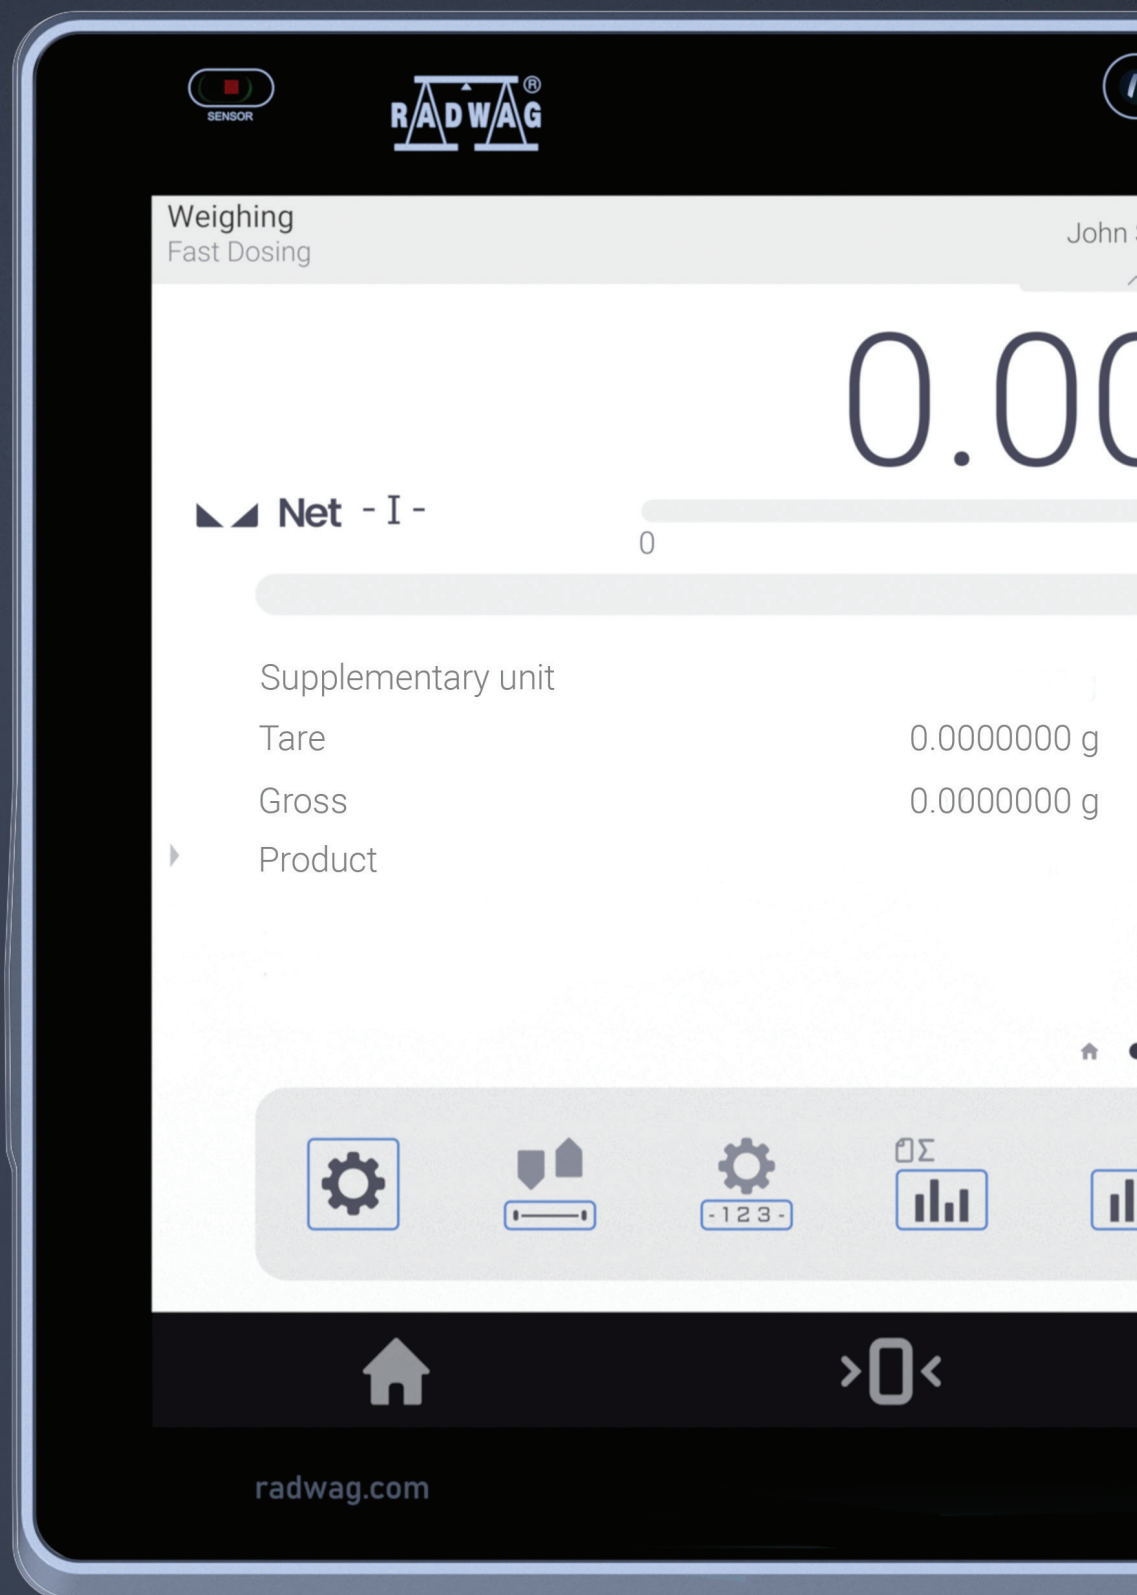 SENSOR
RADWAG®
Weighing
Fast Dosing
John
0.00
Net -I-
0
Supplementary unit
Tare 0.0000000 g
Gross 0.0000000 g
Product
Σ
-123-
>0<
radwag.com